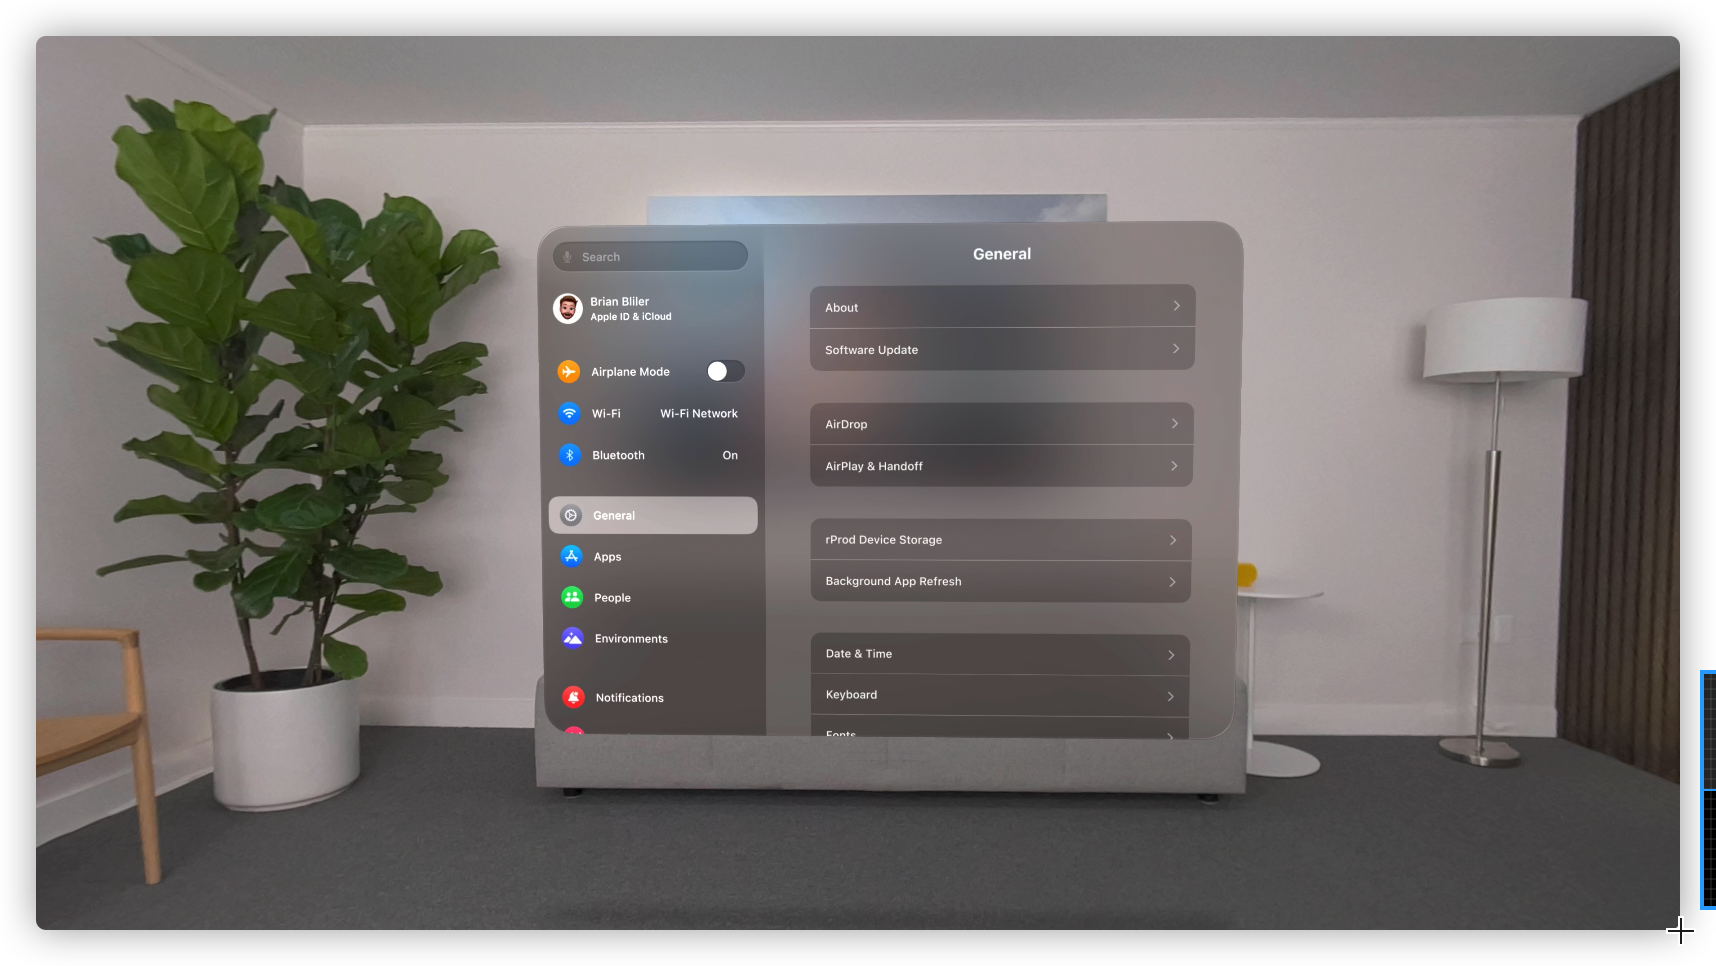 Search
Brian Bliler
Apple ID & iCloud
Airplane Mode
Wi-Fi Wi-Fi Network
Bluetooth On
General
Apps
People
Environments
Notifications
General
About
Software Update
AirDrop
AirPlay & Handoff
rProd Device Storage
Background App Refresh
Date & Time
Keyboard
Fonts